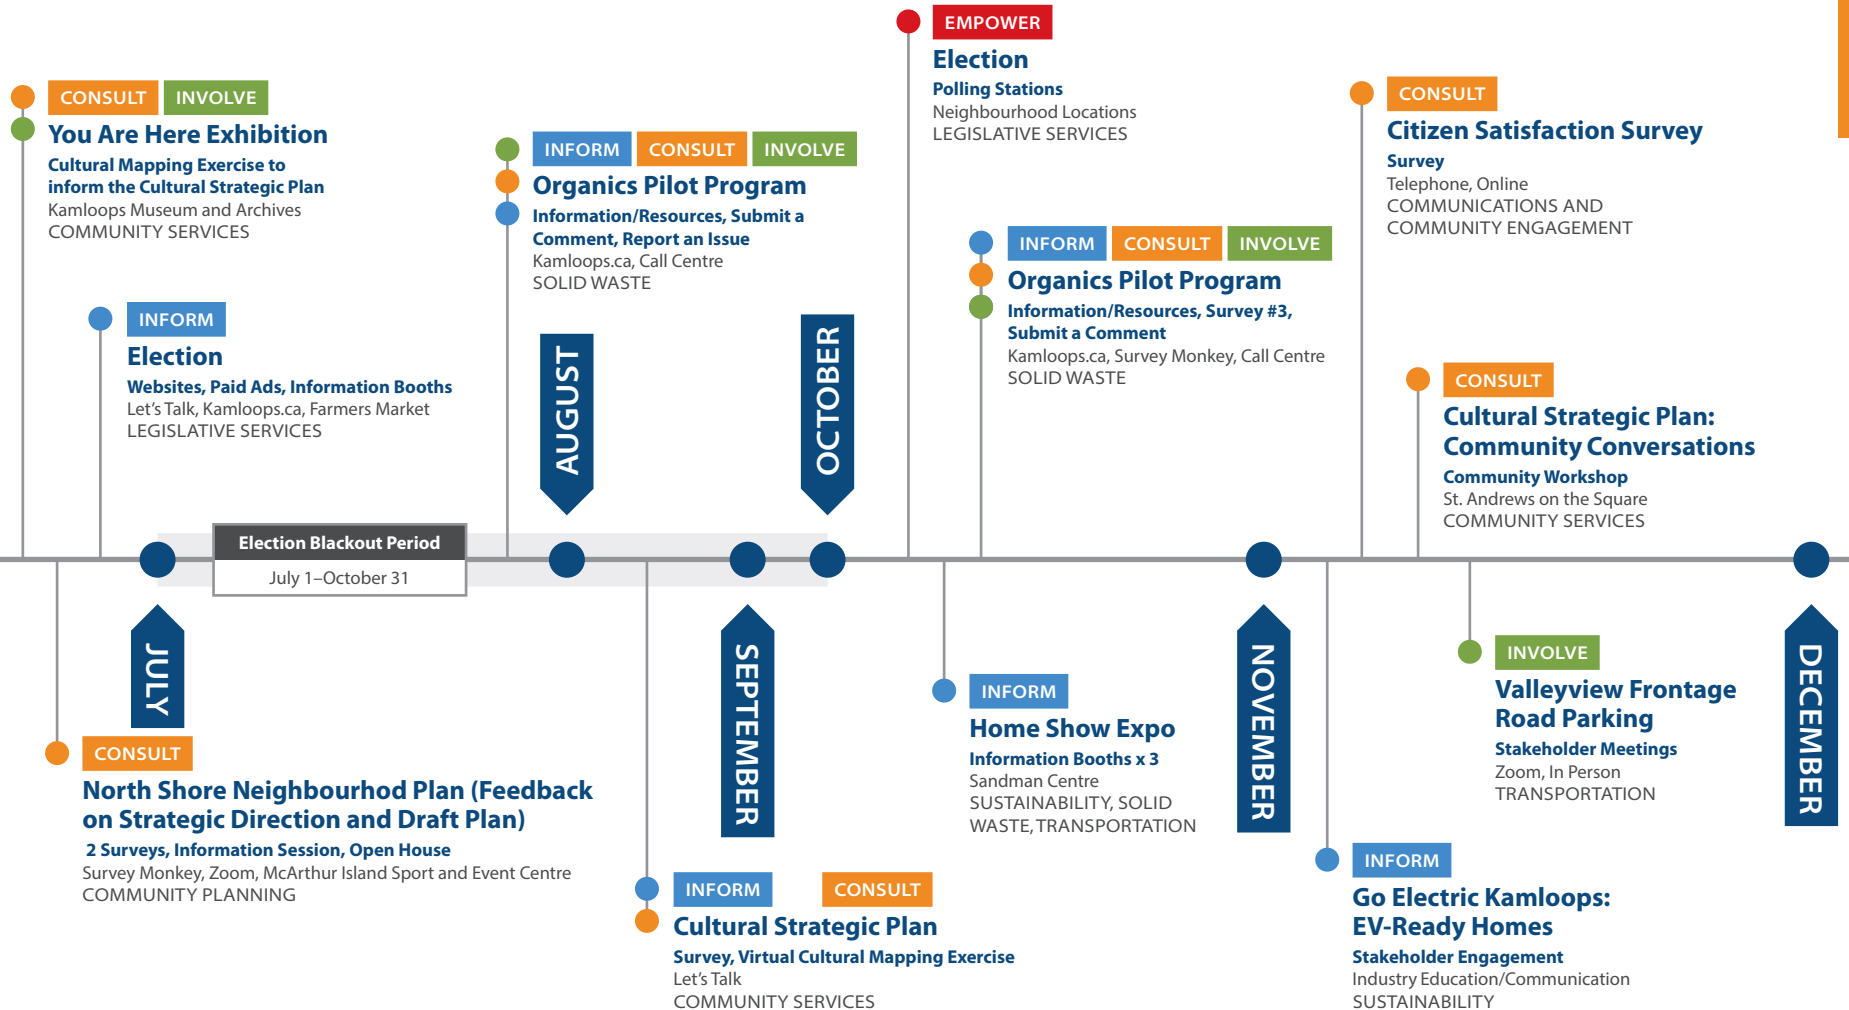 CONSULT INVOLVE
You Are Here Exhibition
Cultural Mapping Exercise to
inform the Cultural Strategic Plan
Kamloops Museum and Archives
COMMUNITY SERVICES
INFORM
Election
Websites, Paid Ads, Information Booths
Let's Talk, Kamloops.ca, Farmers Market
LEGISLATIVE SERVICES
INFORM CONSULT INVOLVE
Organics Pilot Program
Information/Resources, Submit a
Comment, Report an Issue
Kamloops.ca, Call Centre
SOLID WASTE
AUGUST
OCTOBER
EMPOWER
Election
Polling Stations
Neighbourhood Locations
LEGISLATIVE SERVICES
INFORM CONSULT INVOLVE
Organics Pilot Program
Information/Resources, Survey #3,
Submit a Comment
Kamloops.ca, Survey Monkey, Call Centre
SOLID WASTE
CONSULT
Citizen Satisfaction Survey
Survey
Telephone, Online
COMMUNICATIONS AND
COMMUNITY ENGAGEMENT
CONSULT
Cultural Strategic Plan:
Community Conversations
Community Workshop
St. Andrews on the Square
COMMUNITY SERVICES
Election Blackout Period
July 1–October 31
JULY
CONSULT
North Shore Neighbourhod Plan (Feedback
on Strategic Direction and Draft Plan)
2 Surveys, Information Session, Open House
Survey Monkey, Zoom, McArthur Island Sport and Event Centre
COMMUNITY PLANNING
SEPTEMBER
INFORM CONSULT
Cultural Strategic Plan
Survey, Virtual Cultural Mapping Exercise
Let's Talk
COMMUNITY SERVICES
INFORM
Home Show Expo
Information Booths x 3
Sandman Centre
SUSTAINABILITY, SOLID
WASTE, TRANSPORTATION
NOVEMBER
INFORM
Go Electric Kamloops:
EV-Ready Homes
Stakeholder Engagement
Industry Education/Communication
SUSTAINABILITY
INVOLVE
Valleyview Frontage
Road Parking
Stakeholder Meetings
Zoom, In Person
TRANSPORTATION
DECEMBER